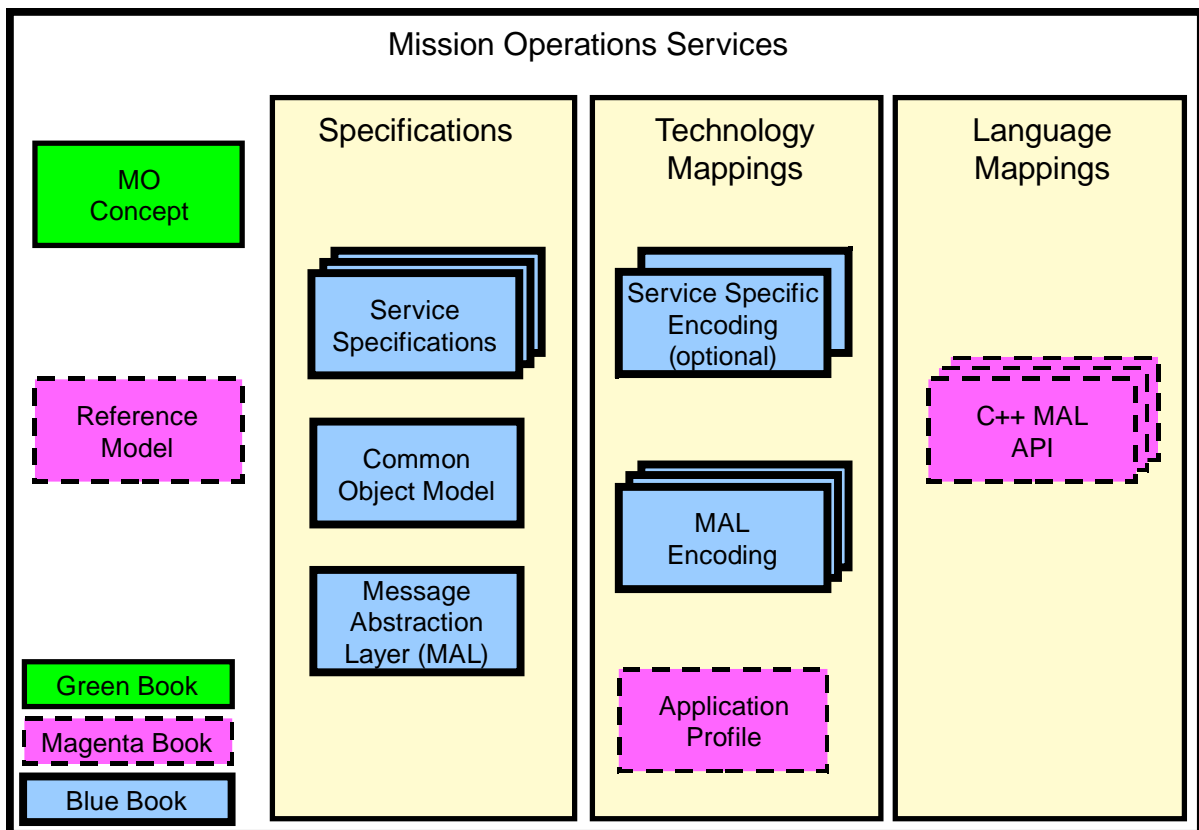 Mission Operations Services
MO
Concept
Reference
Model
Green Book
Magenta Book
Blue Book
Specifications
Service
Specifications
Common
Object Model
Message
Abstraction
Layer (MAL)
Technology
Mappings
Service Specific
Encoding
(optional)
MAL
Encoding
Application
Profile
Language
Mappings
C++ MAL
API